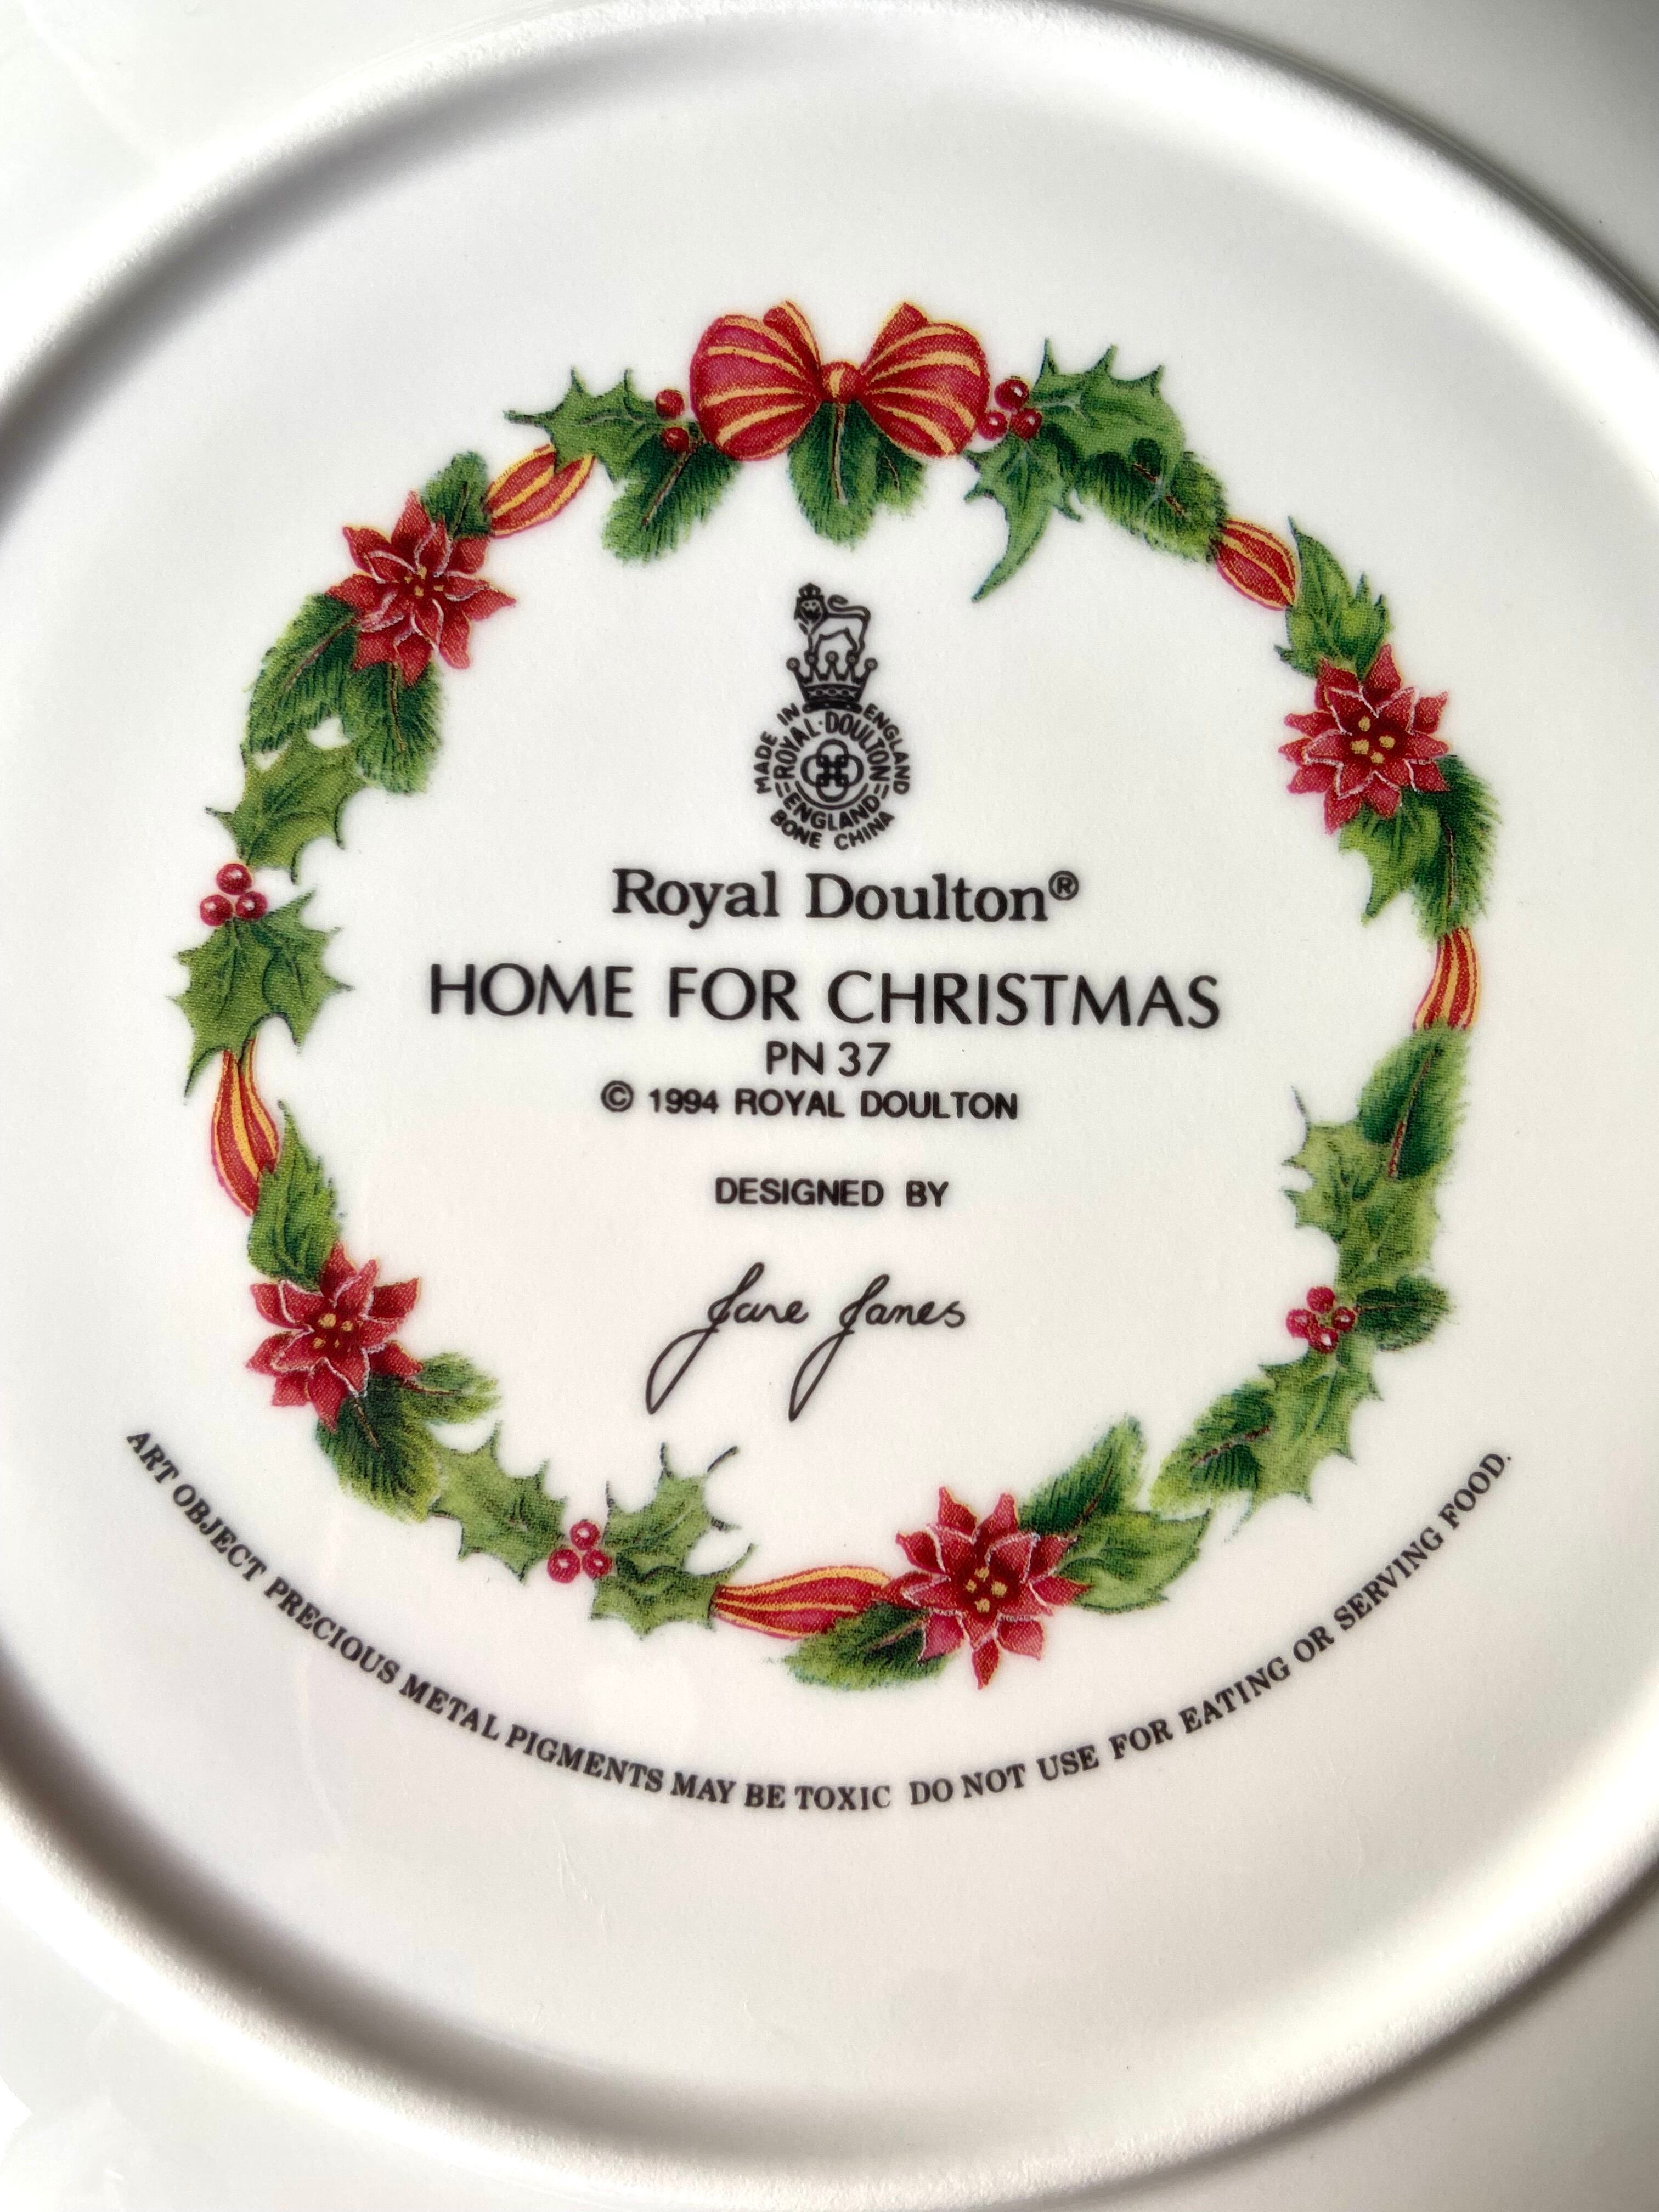 MADE IN ENGLAND
ROYAL·DOULTON
ENGLAND
BONE CHINA
Royal Doulton®
HOME FOR CHRISTMAS
PN 37
© 1994 ROYAL DOULTON
DESIGNED BY
Jane Janes
ART OBJECT PRECIOUS METAL PIGMENTS MAY BE TOXIC DO NOT USE FOR EATING OR SERVING FOOD.